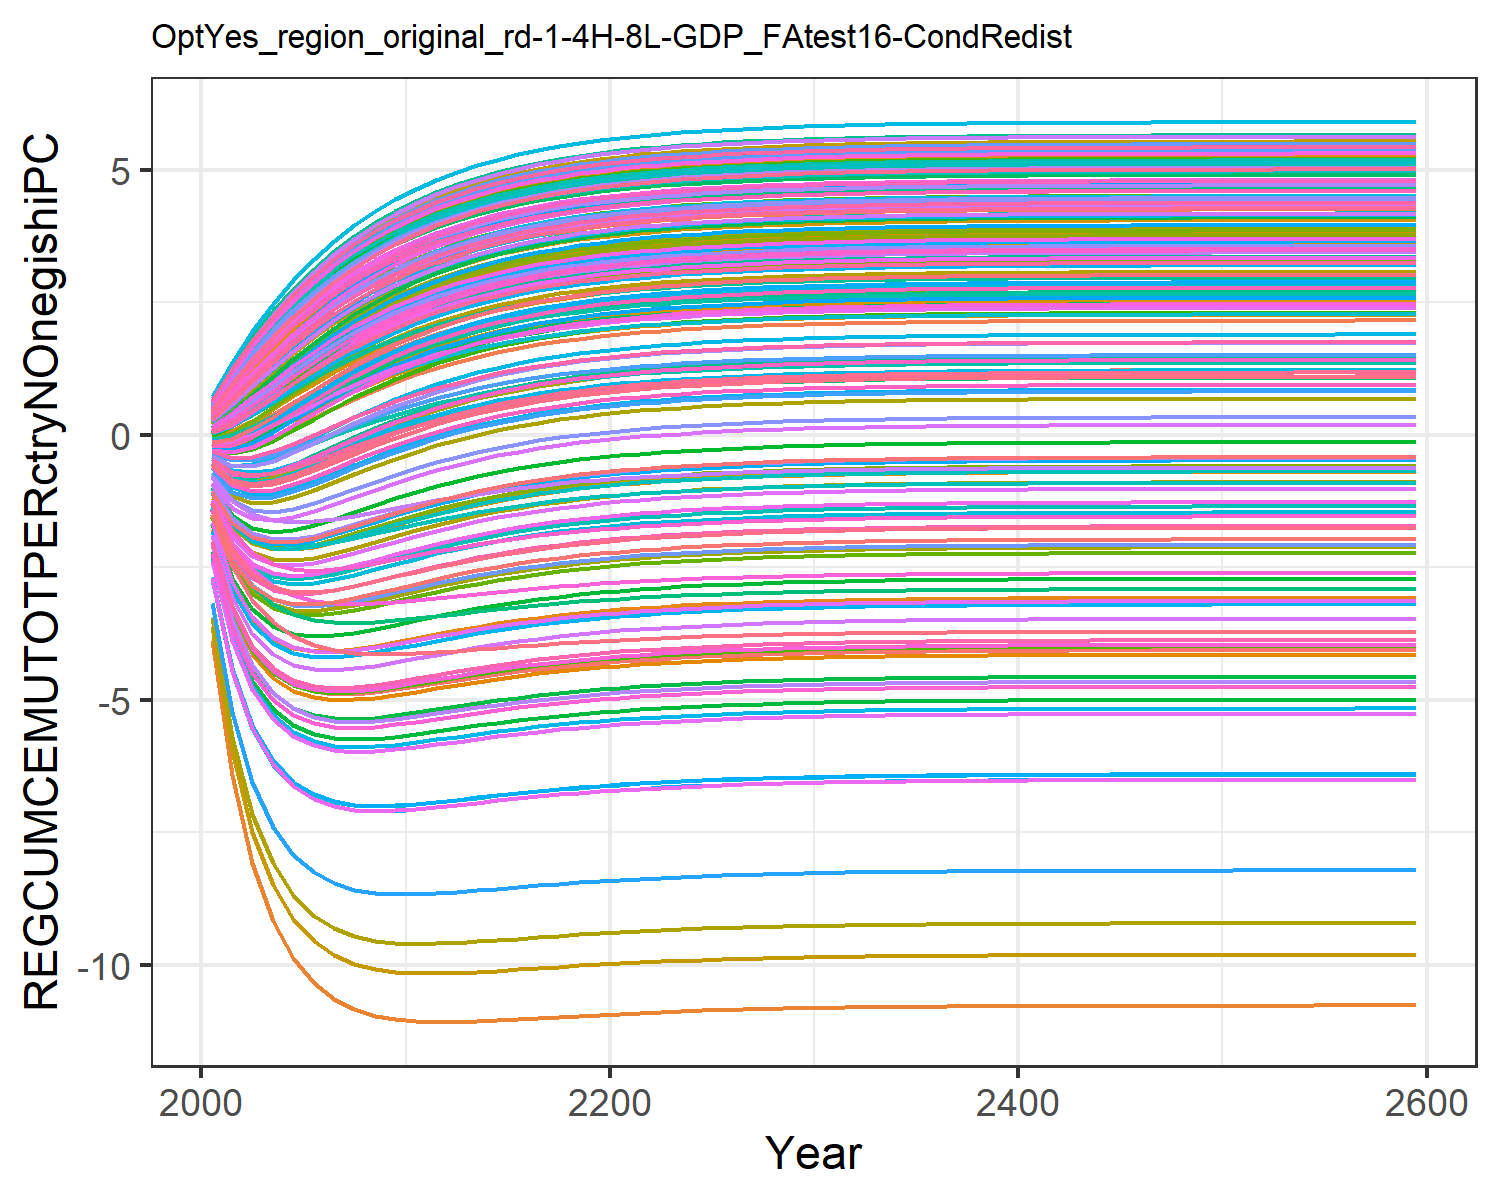 OptYes_region_original_rd-1-4H-8L-GDP_FAtest16-CondRedist
REGCUMCEMUTOTPERctryNOnegishiPC
5
0
-5
-10
2000
2200
2400
2600
Year